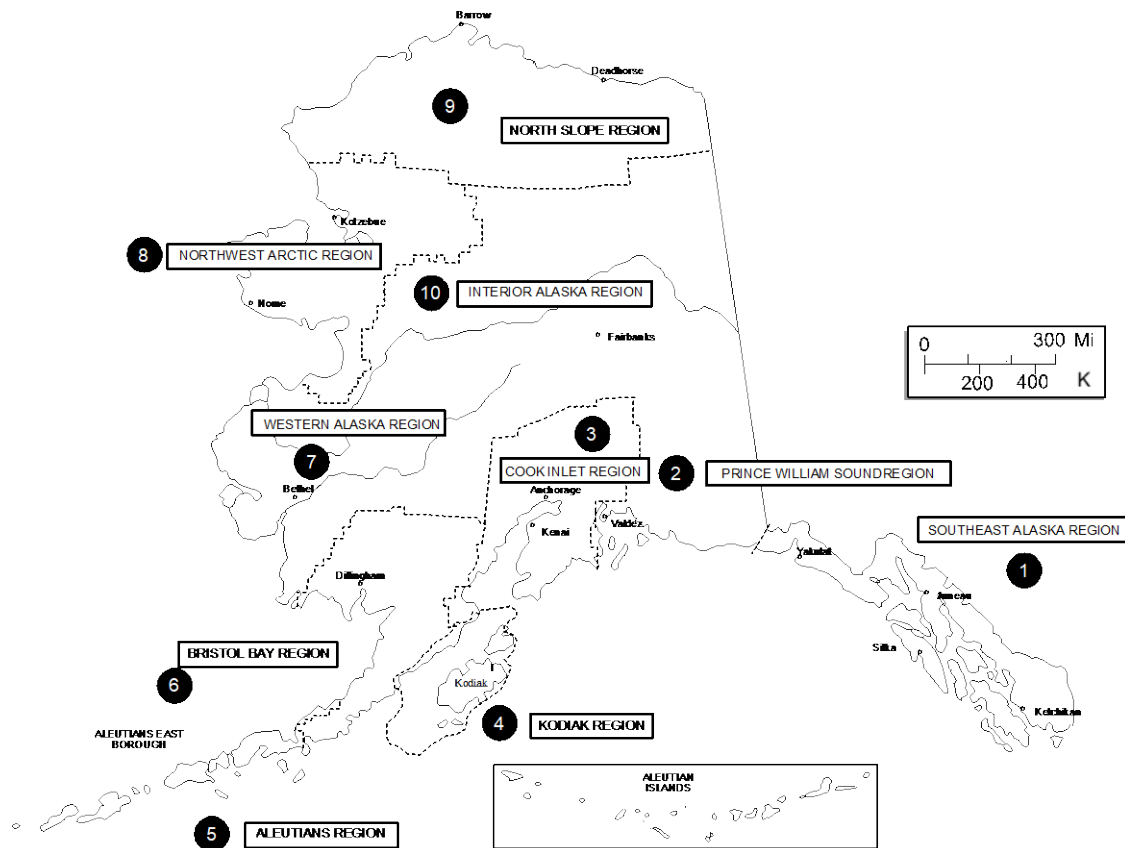 Barrow
Deadhorse
9
NORTH SLOPE REGION
Kotzebue
8
NORTHWEST ARCTIC REGION
10
INTERIOR ALASKA REGION
Nome
Fairbanks
0 300 Mi
200 400 K
WESTERN ALASKA REGION
3
7
COOK INLET REGION
2
PRINCE WILLIAM SOUNDREGION
Bethel
Anchorage
Kenai
Valdez
SOUTHEAST ALASKA REGION
Yakutat
1
Dillingham
Juneau
BRISTOL BAY REGION
Sitka
6
Kodiak
4
KODIAK REGION
Ketchikan
ALEUTIANS EAST
BOROUGH
ALEUTIAN
ISLANDS
5
ALEUTIANS REGION